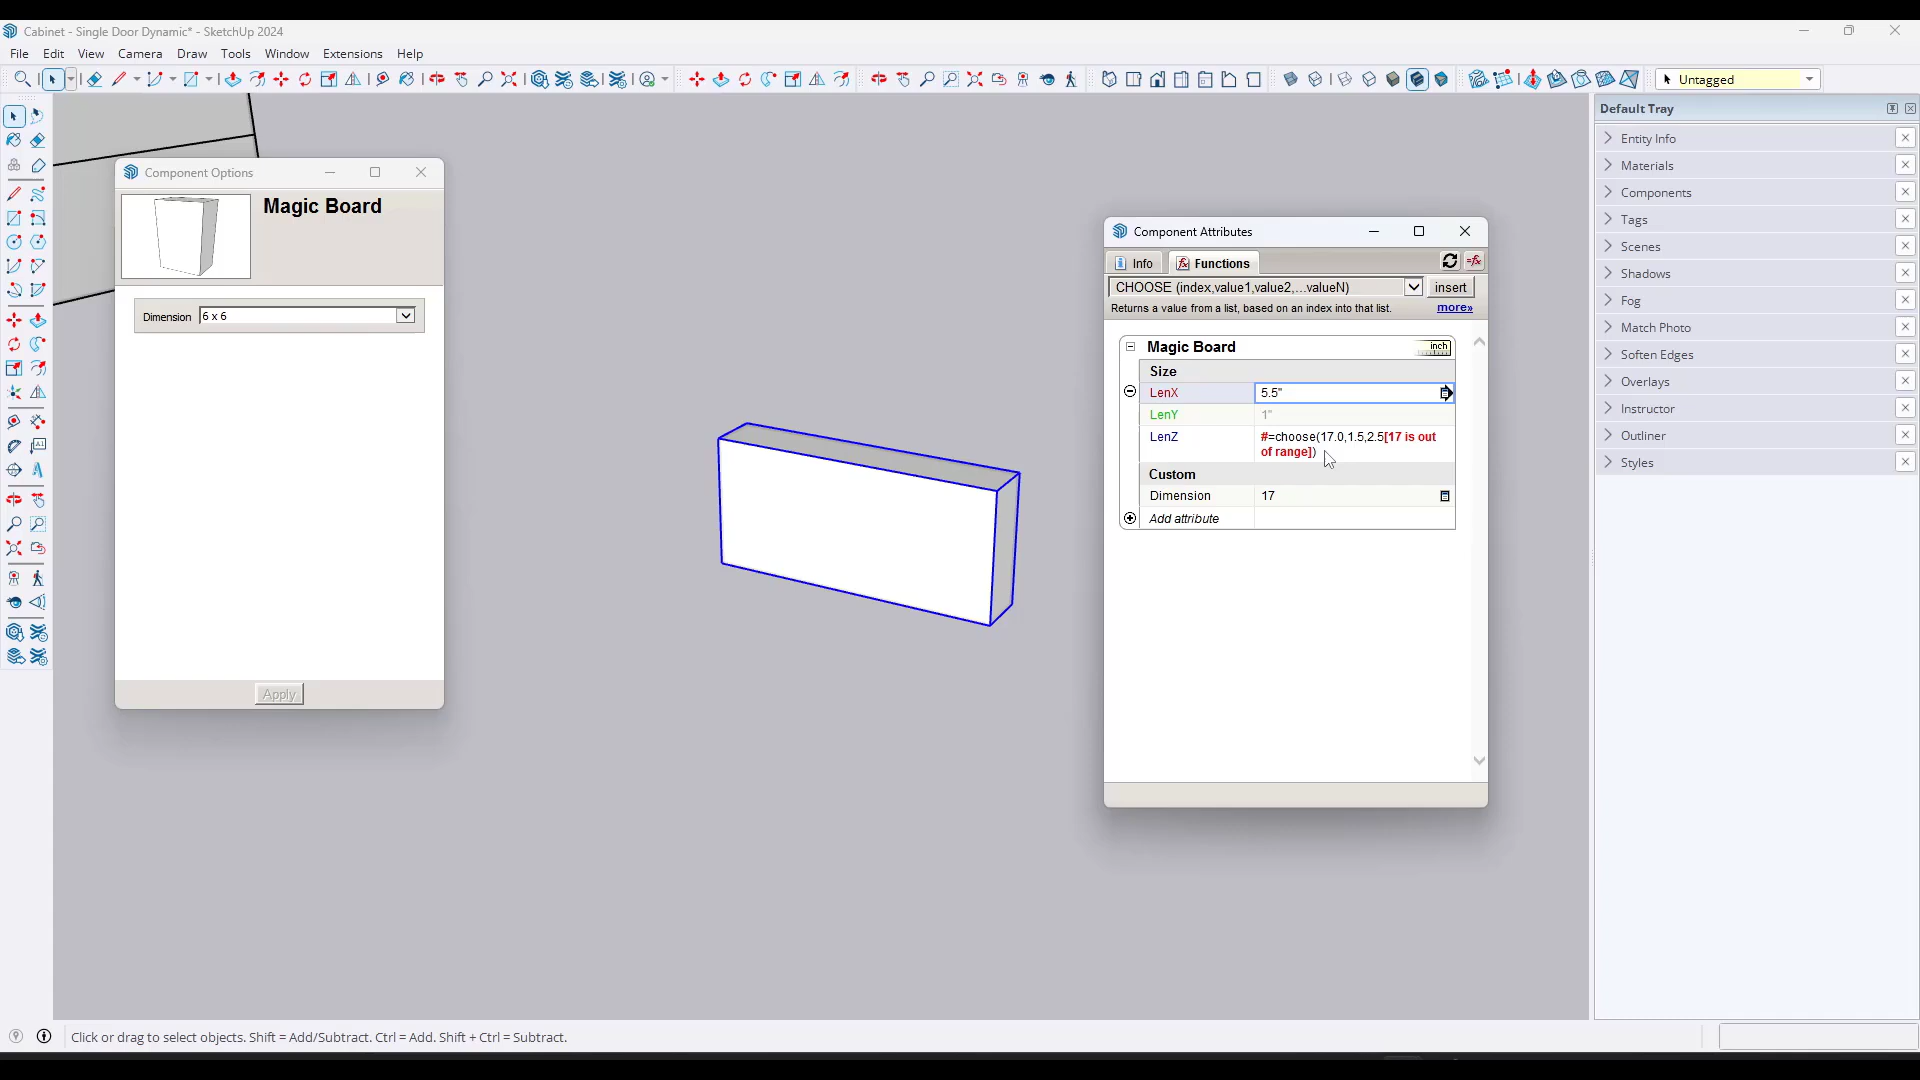 Cabinet - Single Door Dynamic* - SketchUp 2024
File Edit View Camera Draw Tools Window Extensions Help
Untagged
Default Tray
Entity Info
Materials
Components
Tags
Scenes
Shadows
Fog
Match Photo
Soften Edges
Overlays
Instructor
Outliner
Styles
Component Options
Magic Board
Dimension 6 x 6
Apply
Component Attributes
Info Functions =fx
CHOOSE (index,value1,value2,...valueN) insert
Returns a value from a list, based on an index into that list. more»
Magic Board inch
Size
LenX 5.5"
LenY 1"
LenZ #=choose(17.0,1.5,2.5[17 is out
of range])
Custom
Dimension 17
Add attribute
Click or drag to select objects. Shift = Add/Subtract. Ctrl = Add. Shift + Ctrl = Subtract.